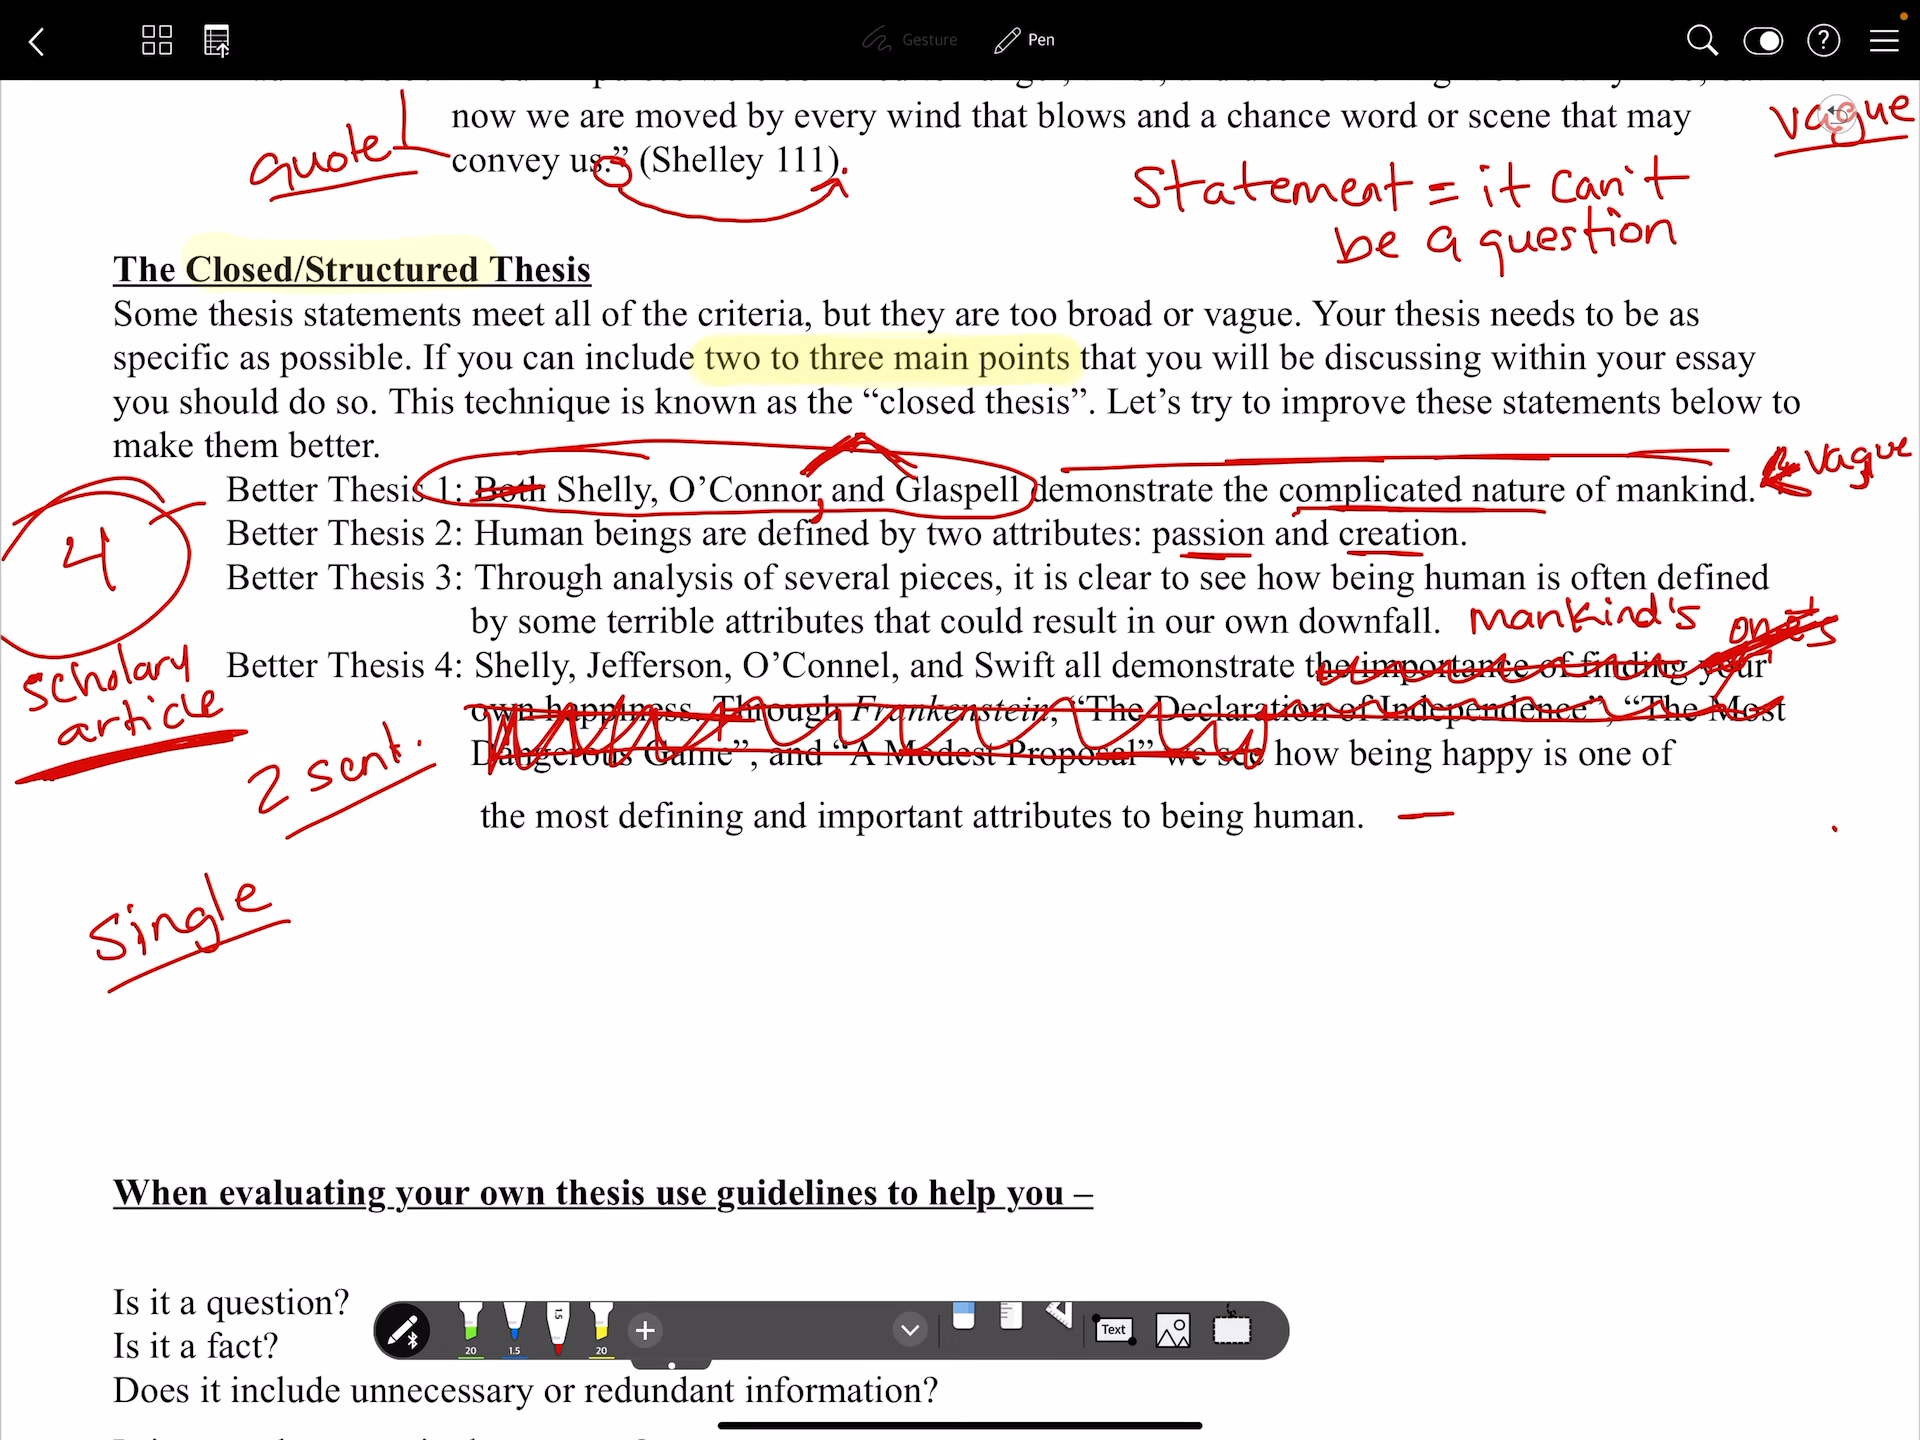 Gesture
Pen
now we are moved by every wind that blows and a chance word or scene that may
convey us.” (Shelley 111).
quote
vague
Statement = it can't
be a question
The Closed/Structured Thesis
Some thesis statements meet all of the criteria, but they are too broad or vague. Your thesis needs to be as
specific as possible. If you can include two to three main points that you will be discussing within your essay
you should do so. This technique is known as the “closed thesis”. Let’s try to improve these statements below to
make them better.
Better Thesis 1: Both Shelly, O’Connor, and Glaspell demonstrate the complicated nature of mankind.
vague
Better Thesis 2: Human beings are defined by two attributes: passion and creation.
4
Better Thesis 3: Through analysis of several pieces, it is clear to see how being human is often defined
by some terrible attributes that could result in our own downfall.
mankind's
one's
Better Thesis 4: Shelly, Jefferson, O’Connel, and Swift all demonstrate the importance of finding your
own happiness. Through Frankenstein, “The Declaration of Independence”, “The Most
Dangerous Game”, and “A Modest Proposal” we see how being happy is one of
the most defining and important attributes to being human.
scholary
article
2 sent.
single
When evaluating your own thesis use guidelines to help you –
Is it a question?
Is it a fact?
Does it include unnecessary or redundant information?
20
1.5
15
20
Text